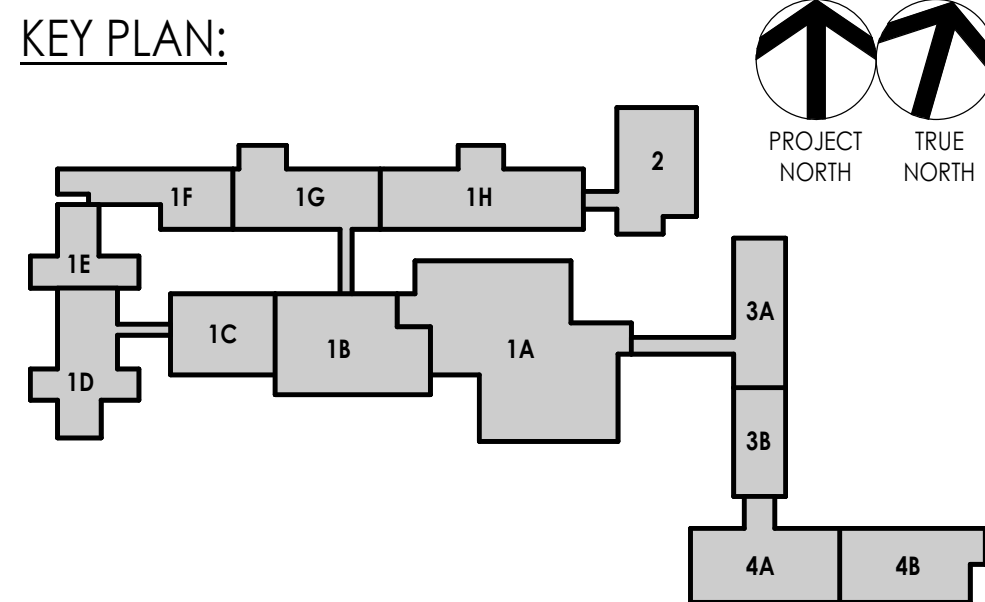 KEY PLAN:
PROJECT
NORTH
TRUE
NORTH
2
1F
1G
1H
1E
3A
1C
1B
1A
1D
3B
4A
4B